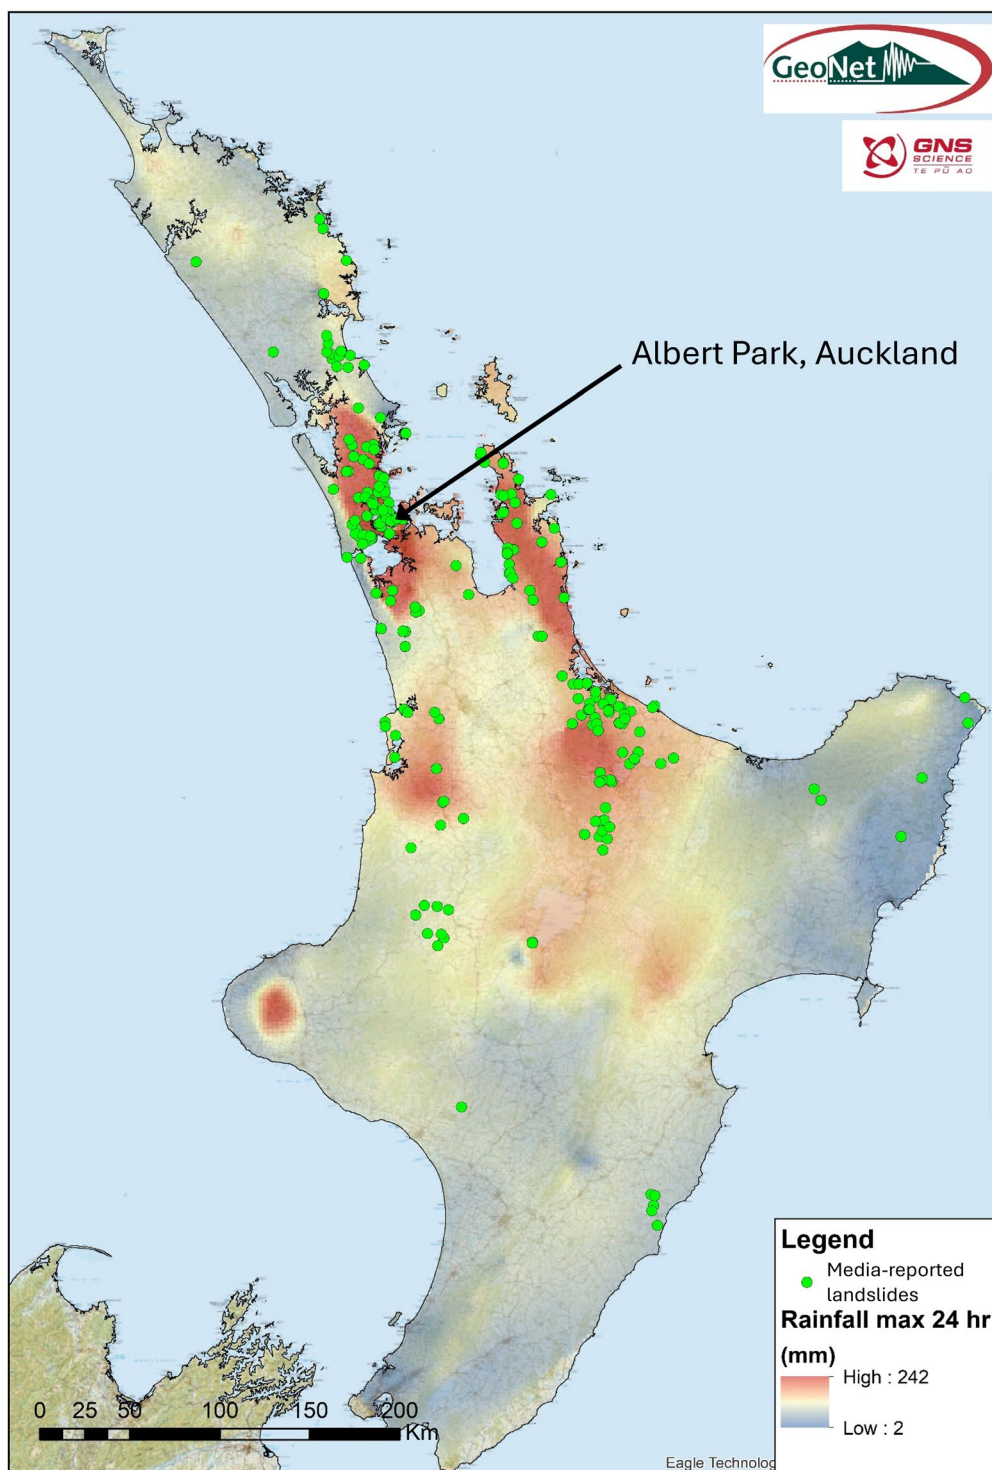 GeoNet
GNS
SCIENCE
TE PŪ AO
Albert Park, Auckland
Legend
Media-reported
landslides
Rainfall max 24 hr
(mm)
High : 242
Low : 2
0 25 50 100 150 200
Km
Eagle Technolog